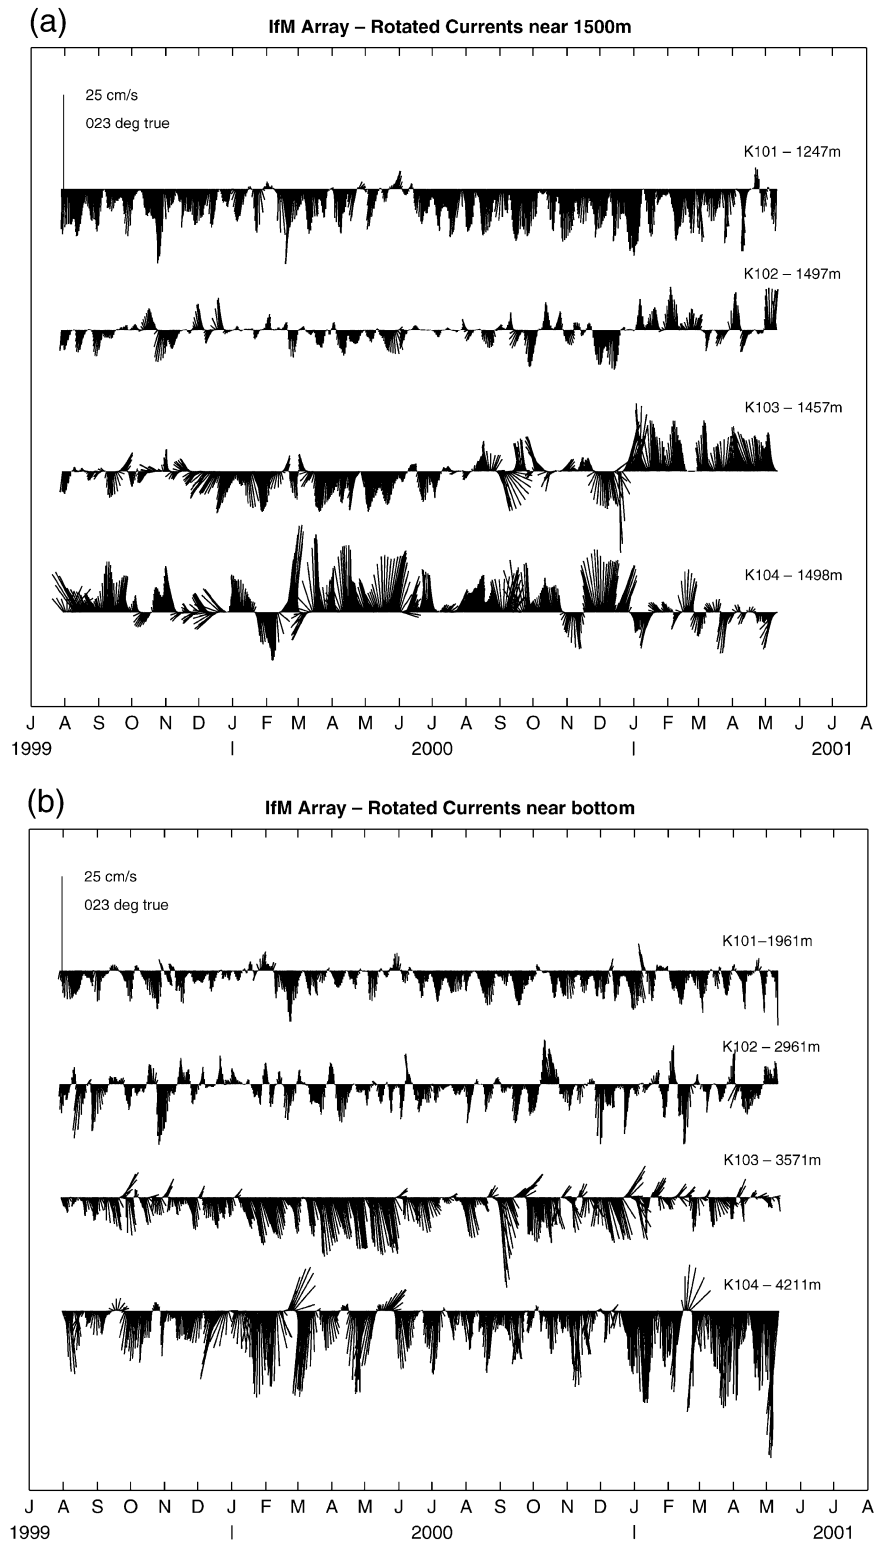 (a)
IfM Array – Rotated Currents near 1500m
25 cm/s
023 deg true
K101 – 1247m
K102 – 1497m
K103 – 1457m
K104 – 1498m
J A S O N D J F M A M J J A S O N D J F M A M J J A
1999 | 2000 | 2001
(b)
IfM Array – Rotated Currents near bottom
25 cm/s
023 deg true
K101–1961m
K102 – 2961m
K103 – 3571m
K104 – 4211m
J A S O N D J F M A M J J A S O N D J F M A M J J A
1999 | 2000 | 2001